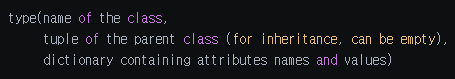 type(name of the class,
tuple of the parent class (for inheritance, can be empty),
dictionary containing attributes names and values)